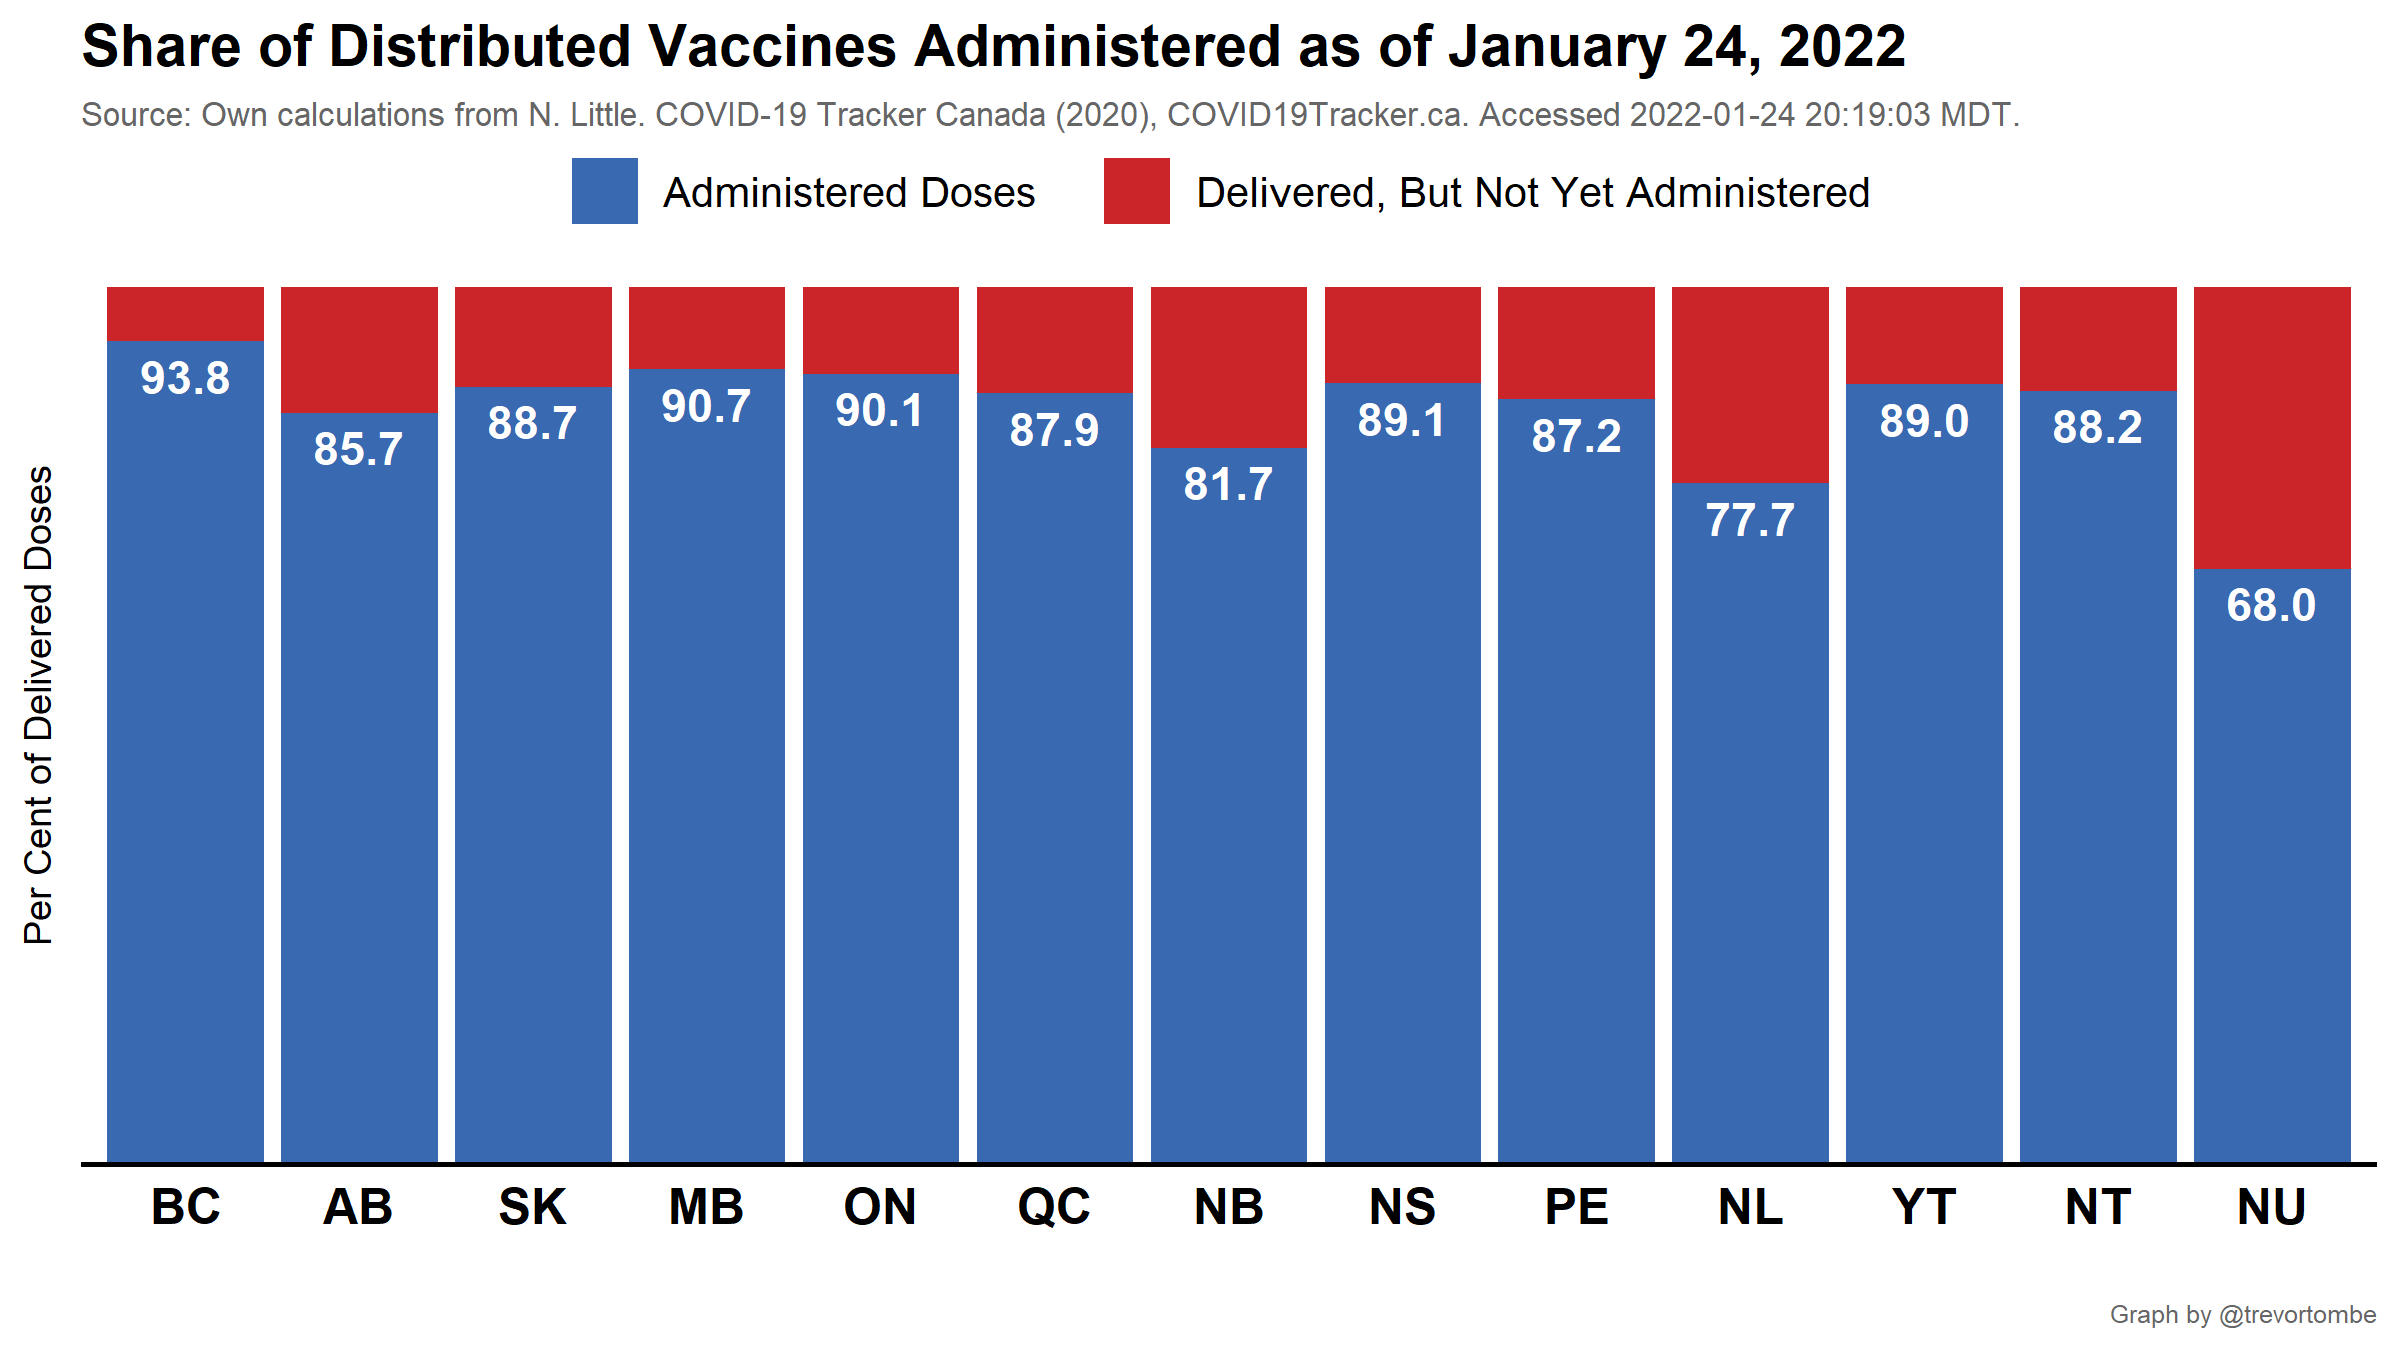 Share of Distributed Vaccines Administered as of January 24, 2022
Source: Own calculations from N. Little. COVID-19 Tracker Canada (2020), COVID19Tracker.ca. Accessed 2022-01-24 20:19:03 MDT.
Administered Doses Delivered, But Not Yet Administered
Per Cent of Delivered Doses
93.8 85.7 88.7 90.7 90.1 87.9 81.7 89.1 87.2 77.7 89.0 88.2 68.0
BC AB SK MB ON QC NB NS PE NL YT NT NU
Graph by @trevortombe